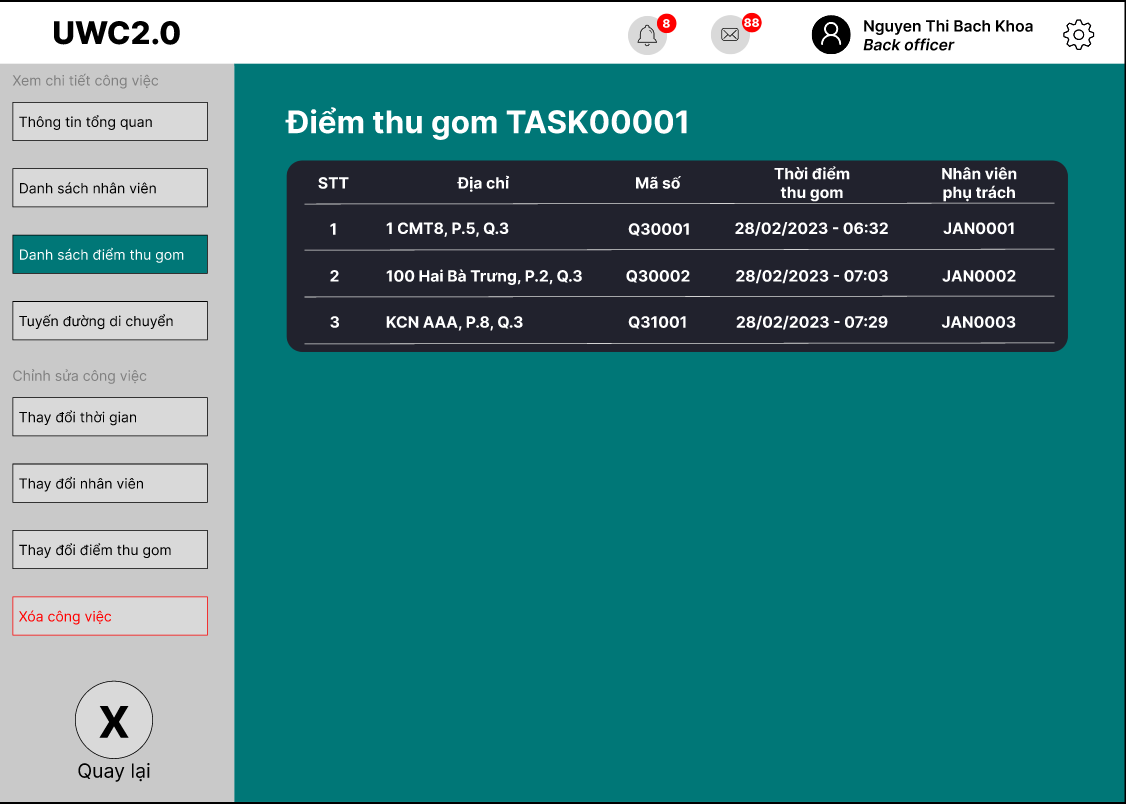 UWC2.0
8
88
Nguyen Thi Bach Khoa
Back officer
Xem chi tiết công việc
Thông tin tổng quan
Danh sách nhân viên
Danh sách điểm thu gom
Tuyến đường di chuyển
Chỉnh sửa công việc
Thay đổi thời gian
Thay đổi nhân viên
Thay đổi điểm thu gom
Xóa công việc
X
Quay lại
Điểm thu gom TASK00001
STT Địa chỉ Mã số Thời điểm thu gom Nhân viên phụ trách
1 1 CMT8, P.5, Q.3 Q30001 28/02/2023 - 06:32 JAN0001
2 100 Hai Bà Trưng, P.2, Q.3 Q30002 28/02/2023 - 07:03 JAN0002
3 KCN AAA, P.8, Q.3 Q31001 28/02/2023 - 07:29 JAN0003